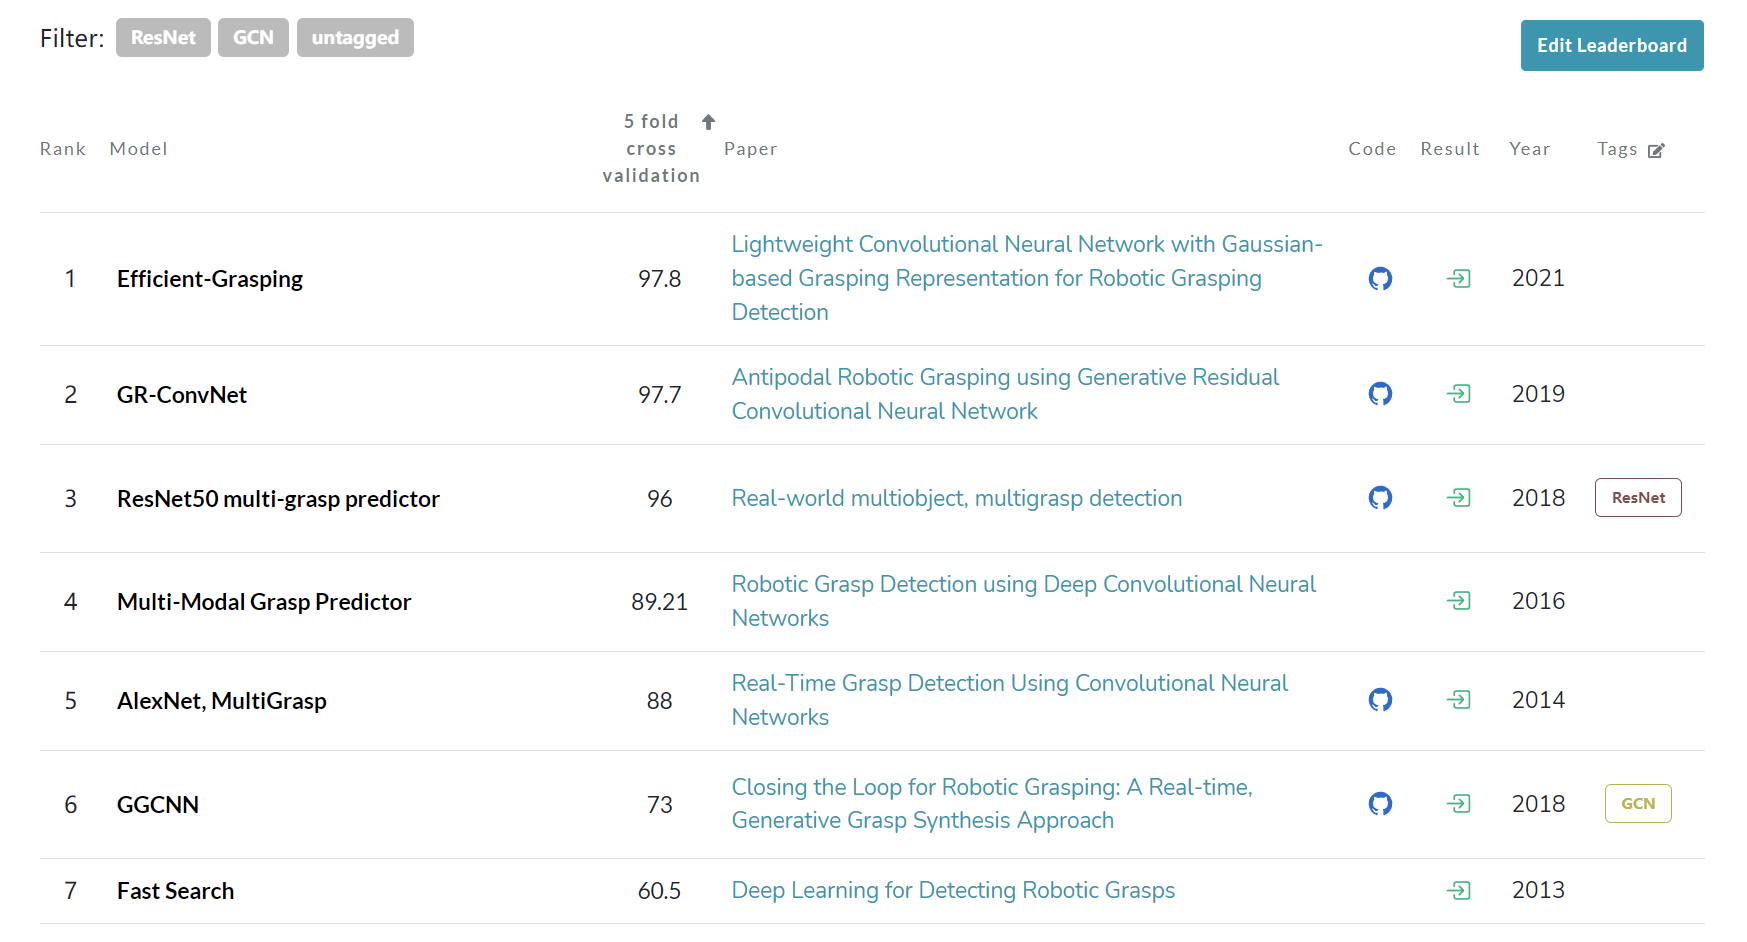 Filter: ResNet GCN untagged
Edit Leaderboard
Rank Model 5 fold cross validation Paper Code Result Year Tags
1 Efficient-Grasping 97.8 Lightweight Convolutional Neural Network with Gaussian-
based Grasping Representation for Robotic Grasping
Detection 2021
2 GR-ConvNet 97.7 Antipodal Robotic Grasping using Generative Residual
Convolutional Neural Network 2019
3 ResNet50 multi-grasp predictor 96 Real-world multiobject, multigrasp detection 2018 ResNet
4 Multi-Modal Grasp Predictor 89.21 Robotic Grasp Detection using Deep Convolutional Neural
Networks 2016
5 AlexNet, MultiGrasp 88 Real-Time Grasp Detection Using Convolutional Neural
Networks 2014
6 GGCNN 73 Closing the Loop for Robotic Grasping: A Real-time,
Generative Grasp Synthesis Approach 2018 GCN
7 Fast Search 60.5 Deep Learning for Detecting Robotic Grasps 2013